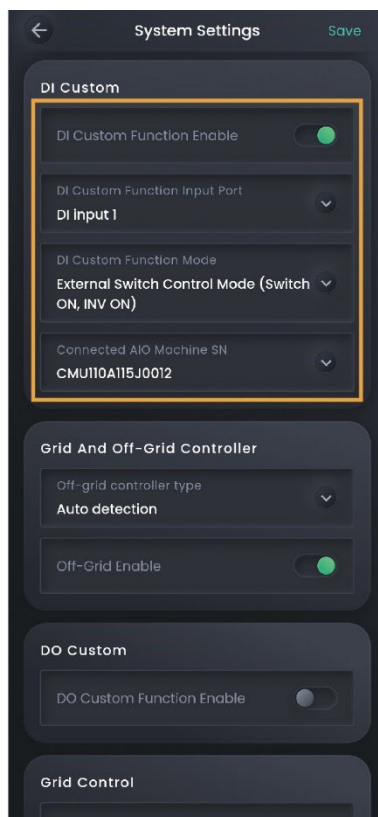 System Settings
Save
DI Custom
DI Custom Function Enable
DI Custom Function Input Port
DI input 1
DI Custom Function Mode
External Switch Control Mode (Switch
ON, INV ON)
Connected AIO Machine SN
CMU110A115J0012
Grid And Off-Grid Controller
Off-grid controller type
Auto detection
Off-Grid Enable
DO Custom
DO Custom Function Enable
Grid Control